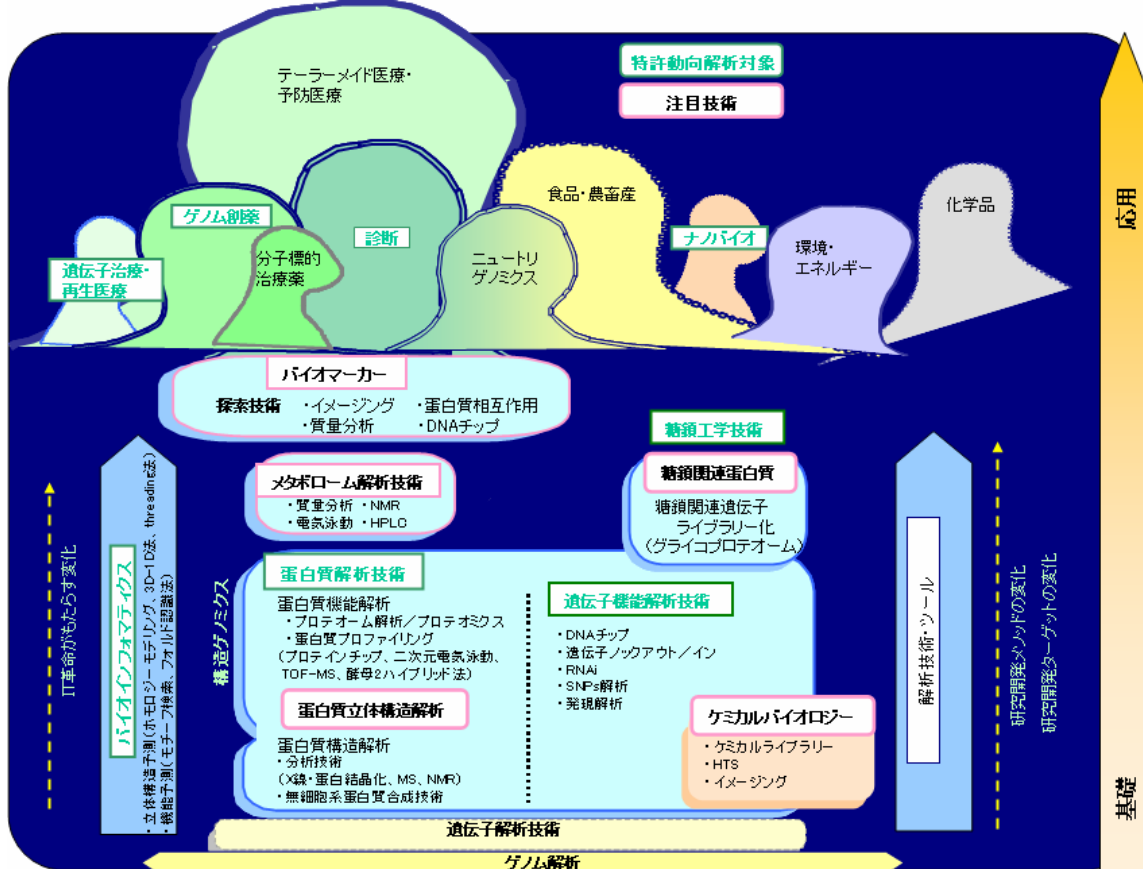 テーラーメイド医療・
予防医療
特許動向解析対象
注目技術
応用
ゲノム創薬
診断
食品・農畜産
ナノバイオ
化学品
遺伝子治療・
再生医療
分子標的
治療薬
ニュートリ
ゲノミクス
環境・
エネルギー
バイオマーカー
探索技術 ・イメージング ・蛋白質相互作用
・質量分析 ・DNAチップ
メタボローム解析技術
・質量分析 ・NMR
・電気泳動 ・HPLC
糖鎖工学技術
糖鎖関連蛋白質
糖鎖関連遺伝子
ライブラリー化
(グライコプロテオーム)
IT革命がもたらす変化
バイオインフォマティクス
・立体構造予測(ホモロジーモデリング、3D-1D法、threading法)
・機能予測(モチーフ検索、フォルド認識法)
構造ゲノミクス
蛋白質解析技術
蛋白質機能解析
・プロテオーム解析/プロテオミクス
・蛋白質プロファイリング
(プロテインチップ、二次元電気泳動、
TOF-MS、酵母2ハイブリッド法)
蛋白質立体構造解析
蛋白質構造解析
・分析技術
(X線・蛋白結晶化、MS、NMR)
・無細胞系蛋白質合成技術
遺伝子機能解析技術
・DNAチップ
・遺伝子ノックアウト/イン
・RNAi
・SNPs解析
・発現解析
ケミカルバイオロジー
・ケミカルライブラリー
・HTS
・イメージング
解析技術・ツール
研究開発メソッドの変化
研究開発ターゲットの変化
基礎
遺伝子解析技術
ゲノム解析